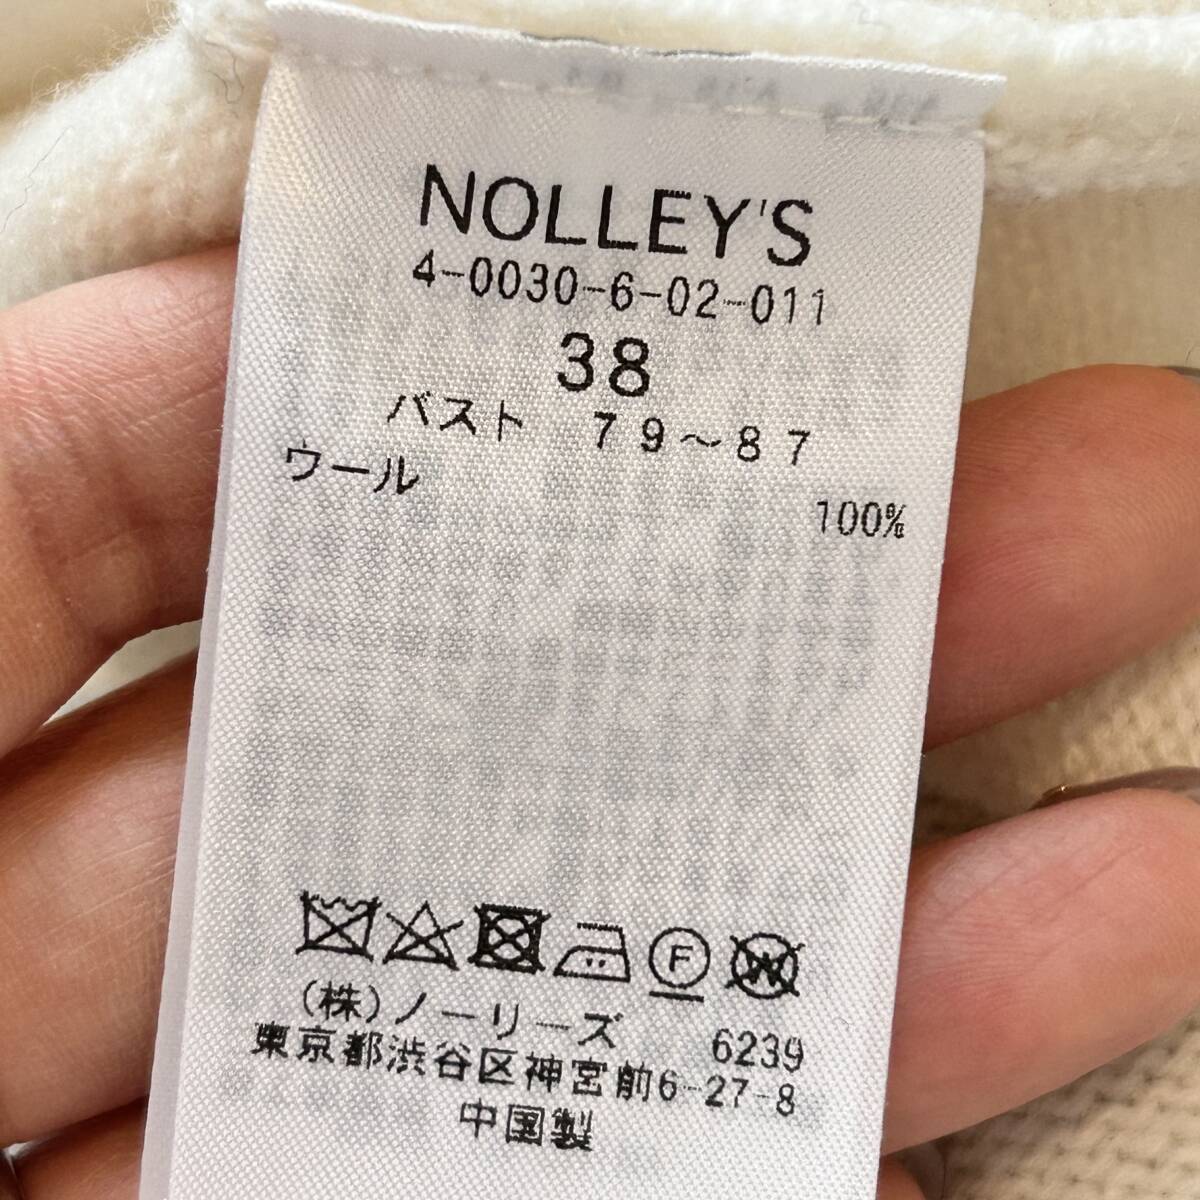 NOLLEY'S
4-0030-6-02-011
38
バスト 79～87
ウール 100%
F W
(株)ノーリーズ 6239
東京都渋谷区神宮前6-27-8
中国製